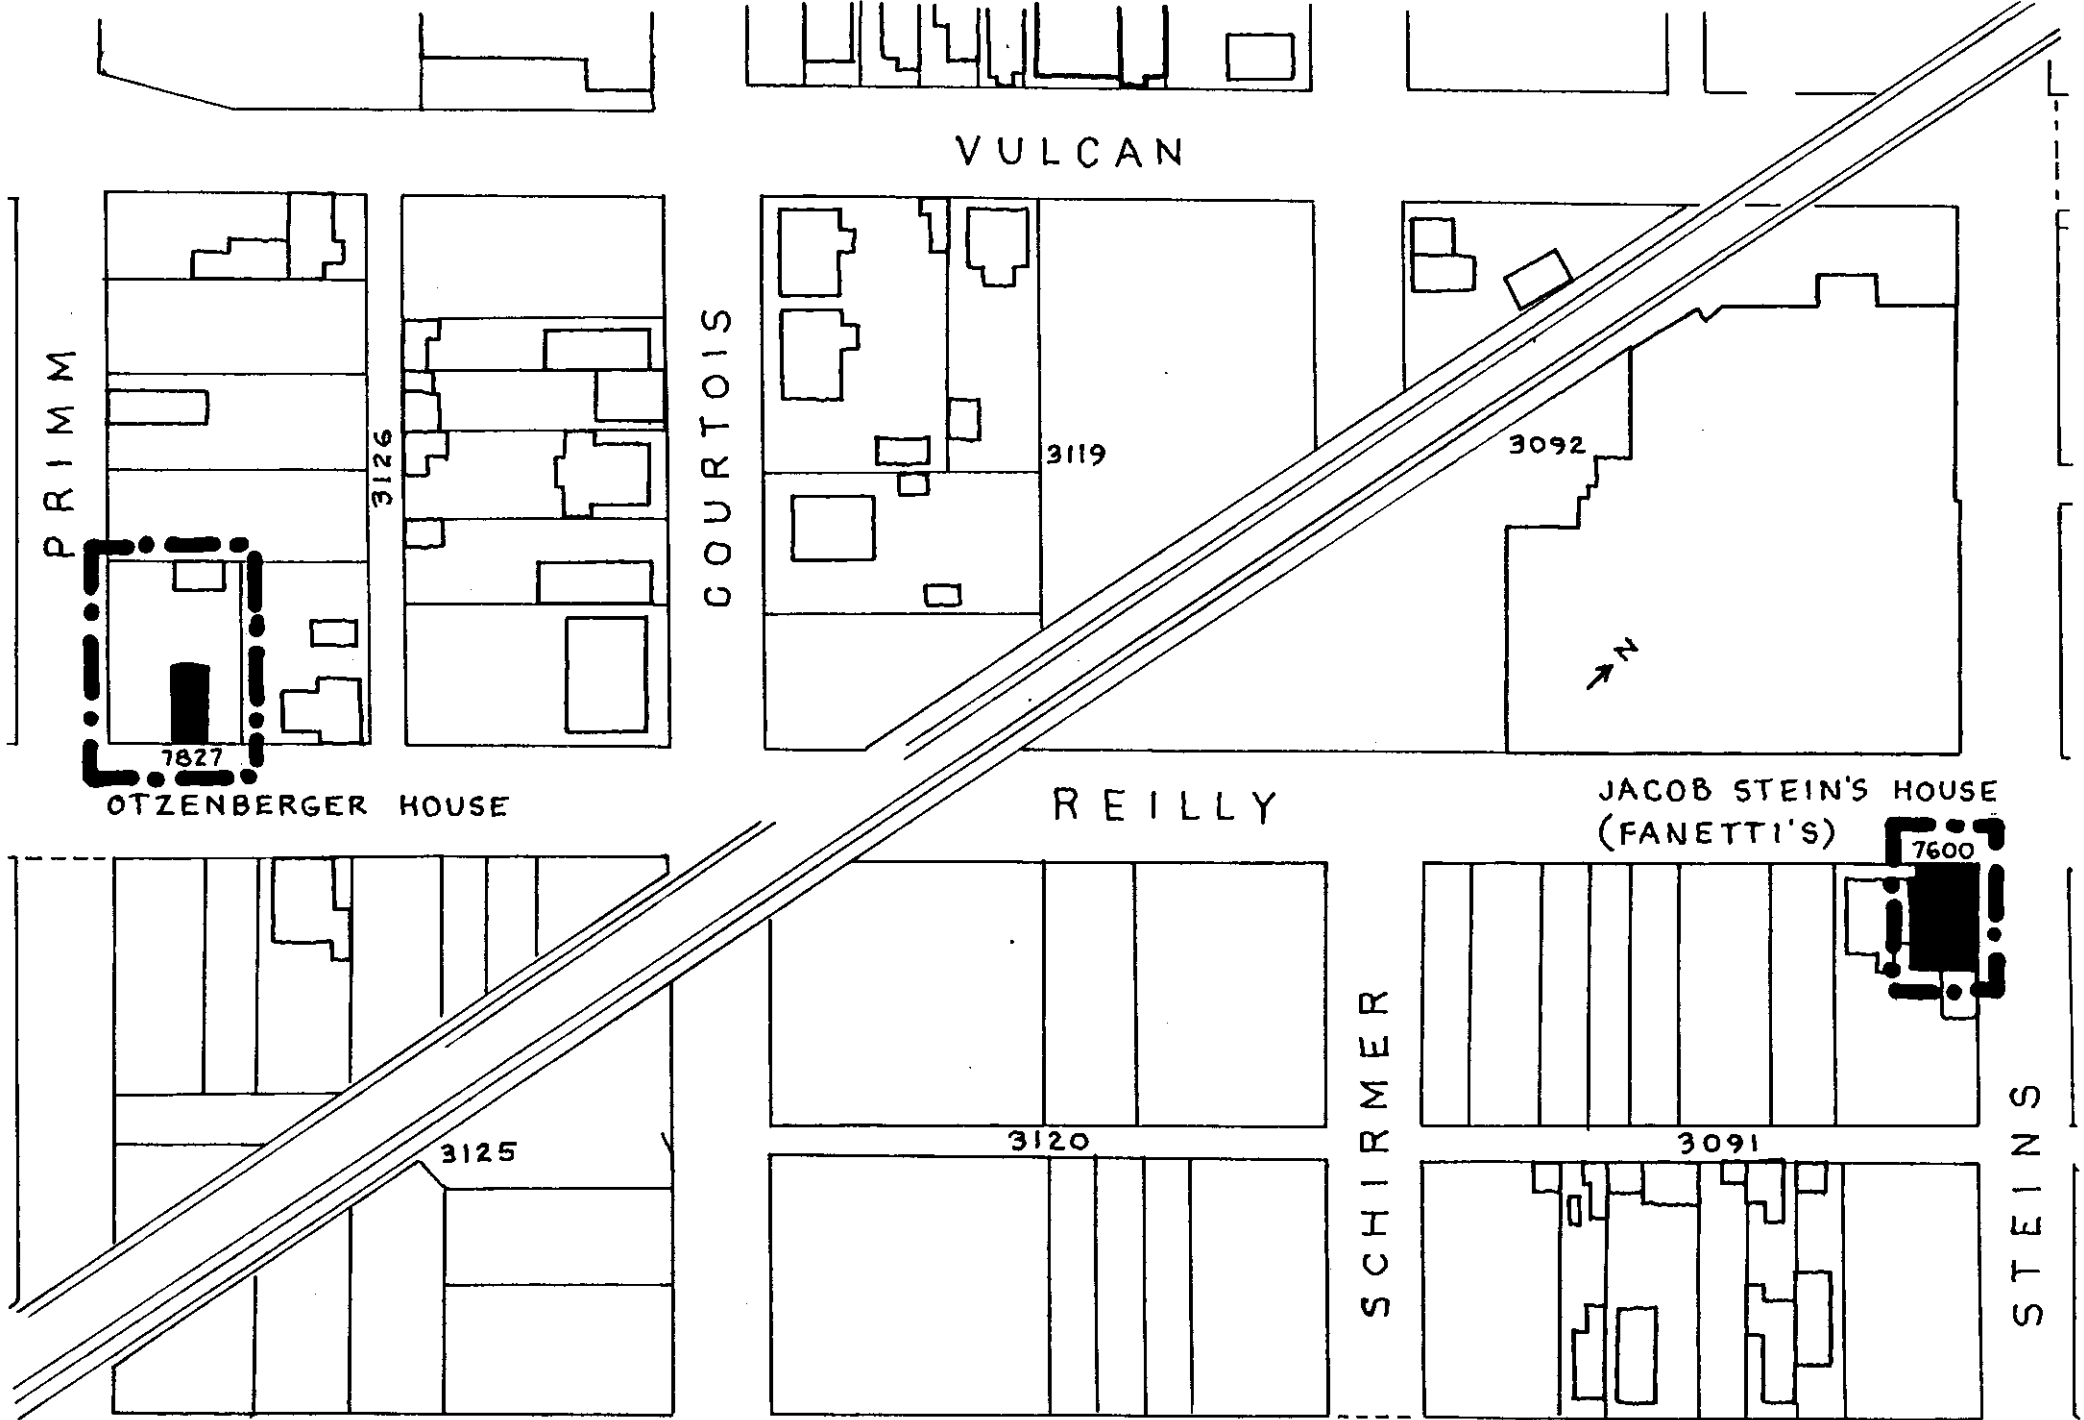 VULCAN
PRIMM
3126
COURTOIS
3119
3092
N
7827
OTZENBERGER HOUSE
REILLY
JACOB STEIN'S HOUSE
(FANETTI'S)
7600
SCHIRMER
STEINS
3125
3120
3091